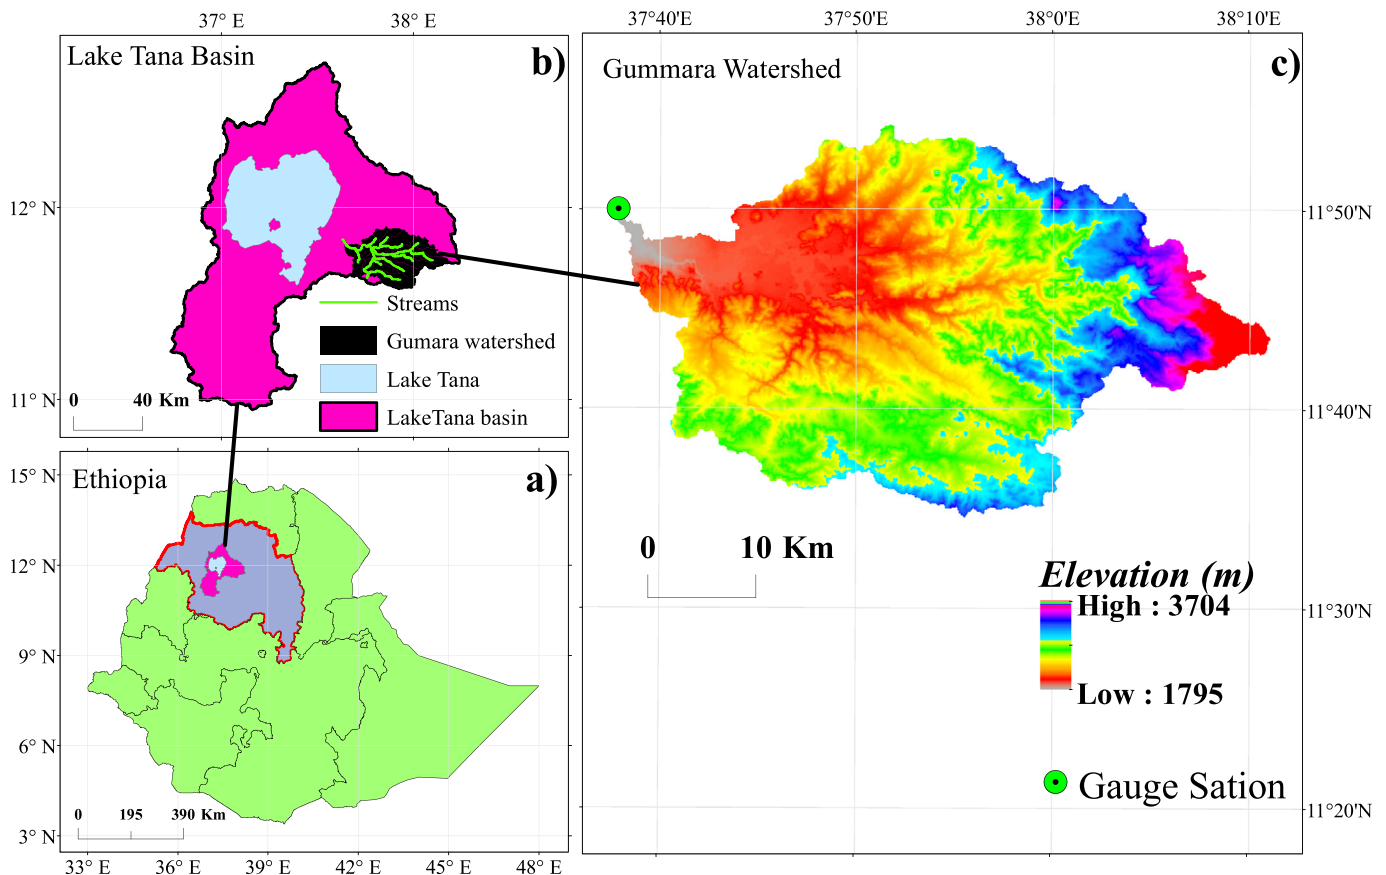 37° E
38° E
Lake Tana Basin
b)
12° N
11° N
Streams
Gumara watershed
Lake Tana
LakeTana basin
0
40 Km
15° N
12° N
9° N
6° N
3° N
Ethiopia
a)
0
195
390 Km
33° E
36° E
39° E
42° E
45° E
48° E
37°40'E
37°50'E
38°0'E
38°10'E
Gummara Watershed
c)
11°50'N
11°40'N
11°30'N
11°20'N
0
10 Km
Elevation (m)
High : 3704
Low : 1795
Gauge Sation